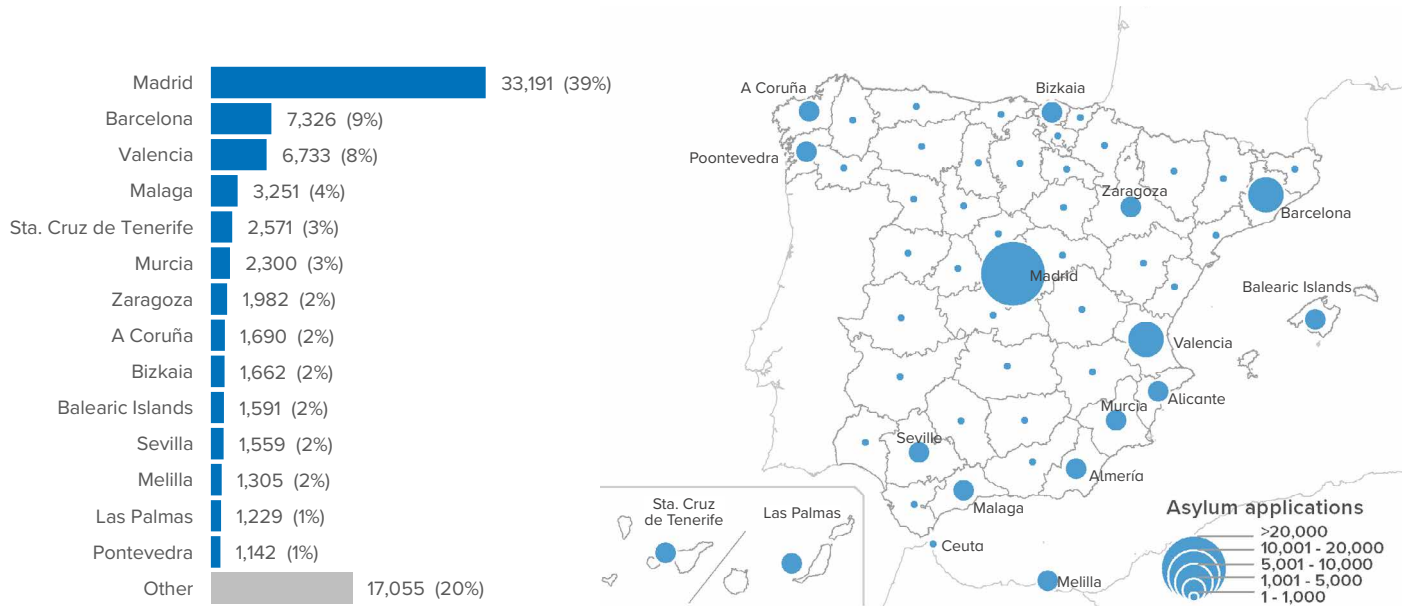 Madrid 33,191 (39%)
Barcelona 7,326 (9%)
Valencia 6,733 (8%)
Malaga 3,251 (4%)
Sta. Cruz de Tenerife 2,571 (3%)
Murcia 2,300 (3%)
Zaragoza 1,982 (2%)
A Coruña 1,690 (2%)
Bizkaia 1,662 (2%)
Balearic Islands 1,591 (2%)
Sevilla 1,559 (2%)
Melilla 1,305 (2%)
Las Palmas 1,229 (1%)
Pontevedra 1,142 (1%)
Other 17,055 (20%)
A Coruña
Bizkaia
Poontevedra
Zaragoza
Barcelona
Madrid
Balearic Islands
Valencia
Alicante
Murcia
Seville
Almería
Malaga
Sta. Cruz
de Tenerife
Las Palmas
Ceuta
Melilla
Asylum applications
>20,000
10,001 - 20,000
5,001 - 10,000
1,001 - 5,000
1 - 1,000